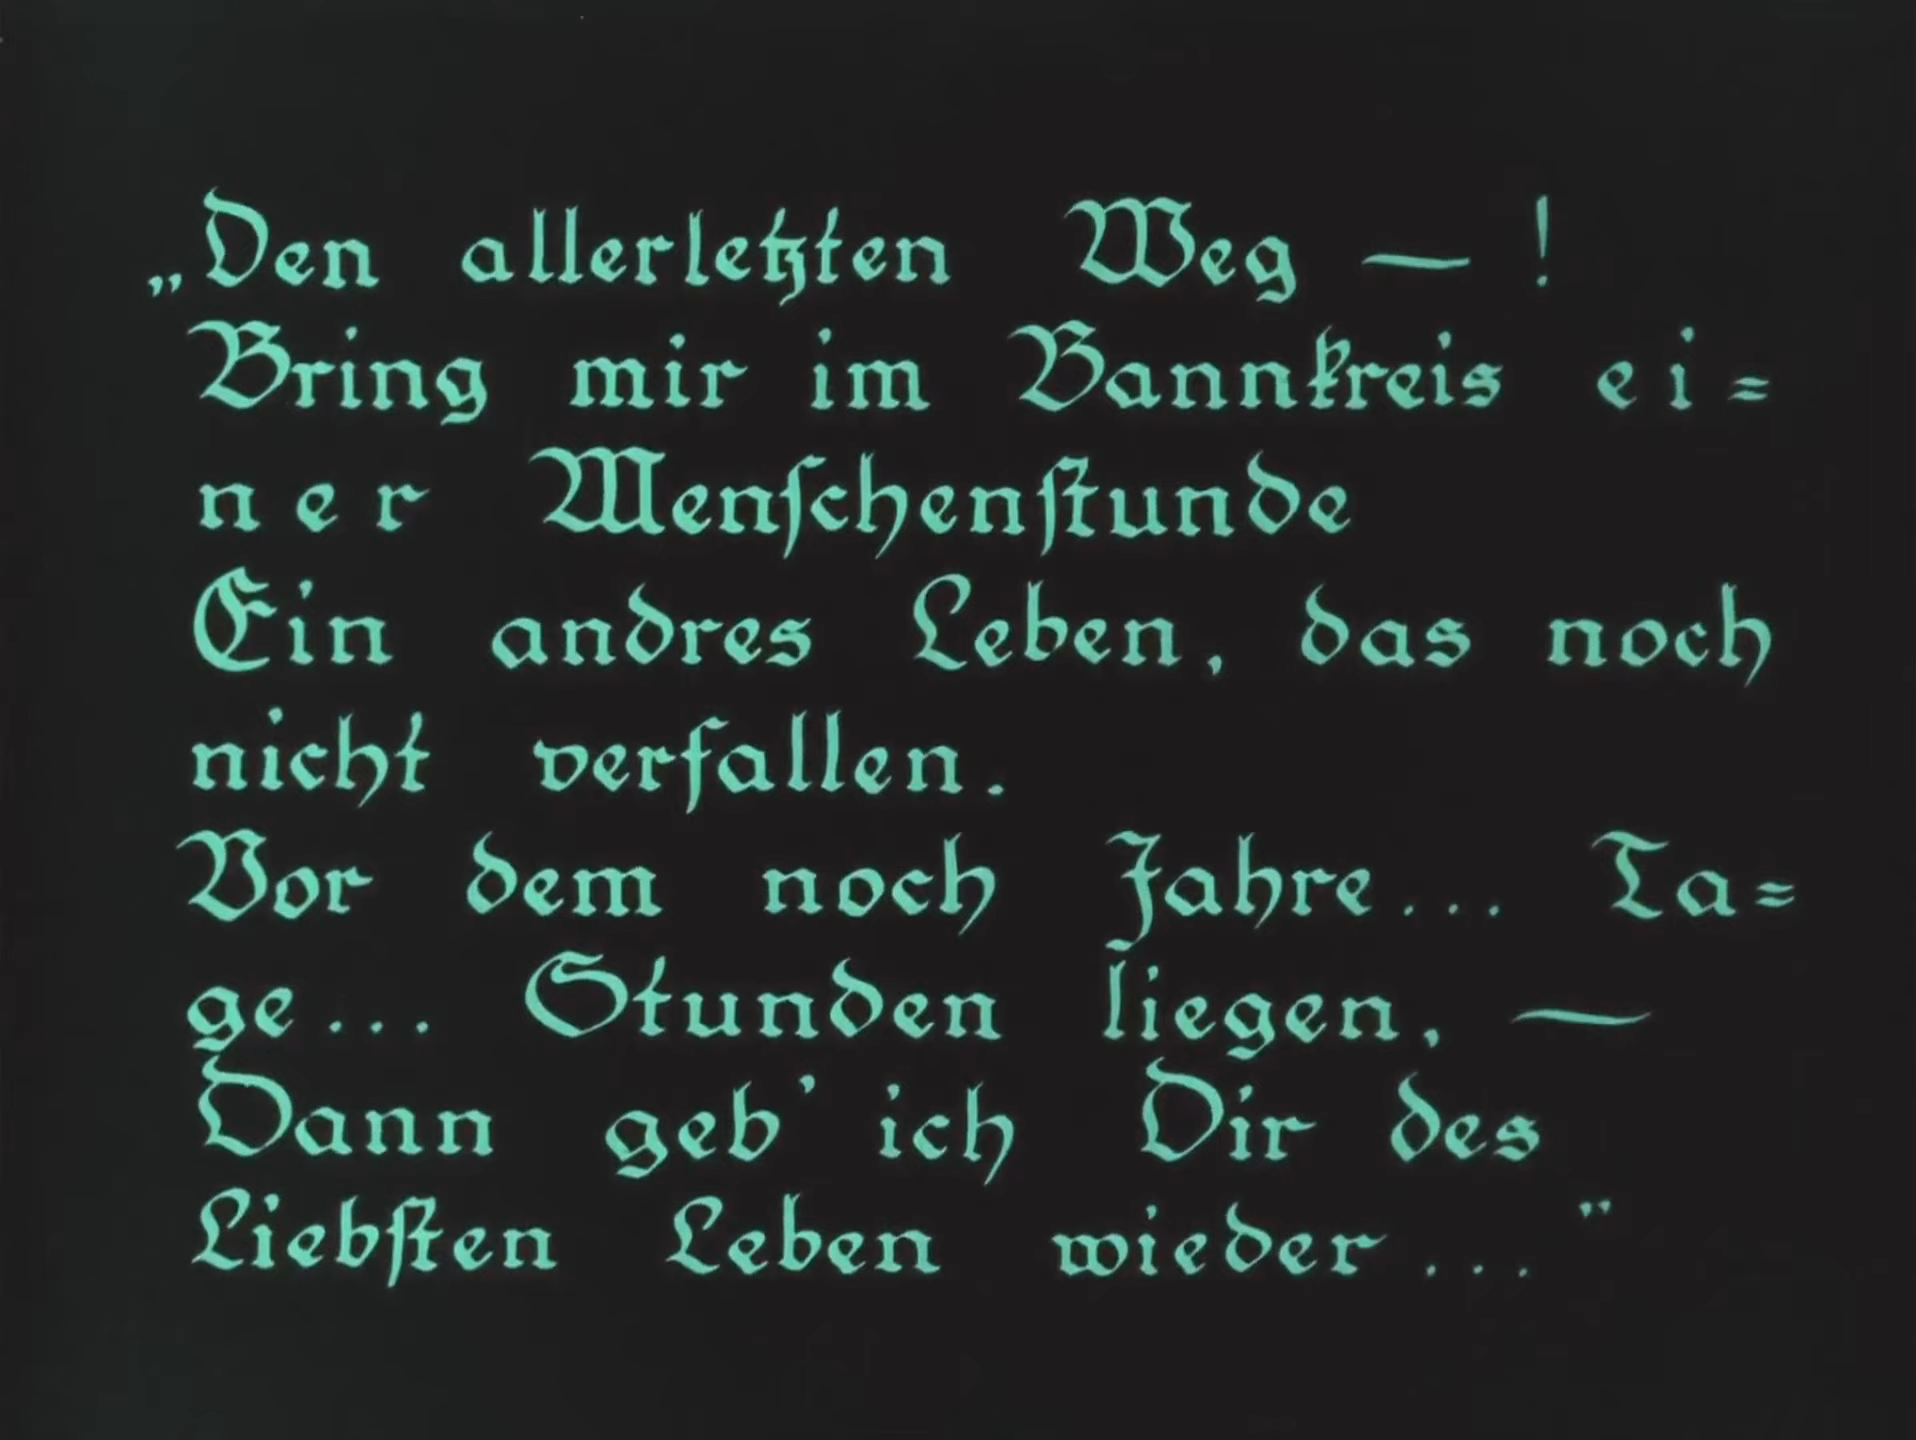 „Den allerletzten Weg — !
Bring mir im Bannkreis ei=
ner Menſchenſtunde
Ein andres Leben, das noch
nicht verfallen.
Vor dem noch Jahre... Ta=
ge... Stunden liegen, —
Dann geb' ich Dir des
Liebſten Leben wieder..."